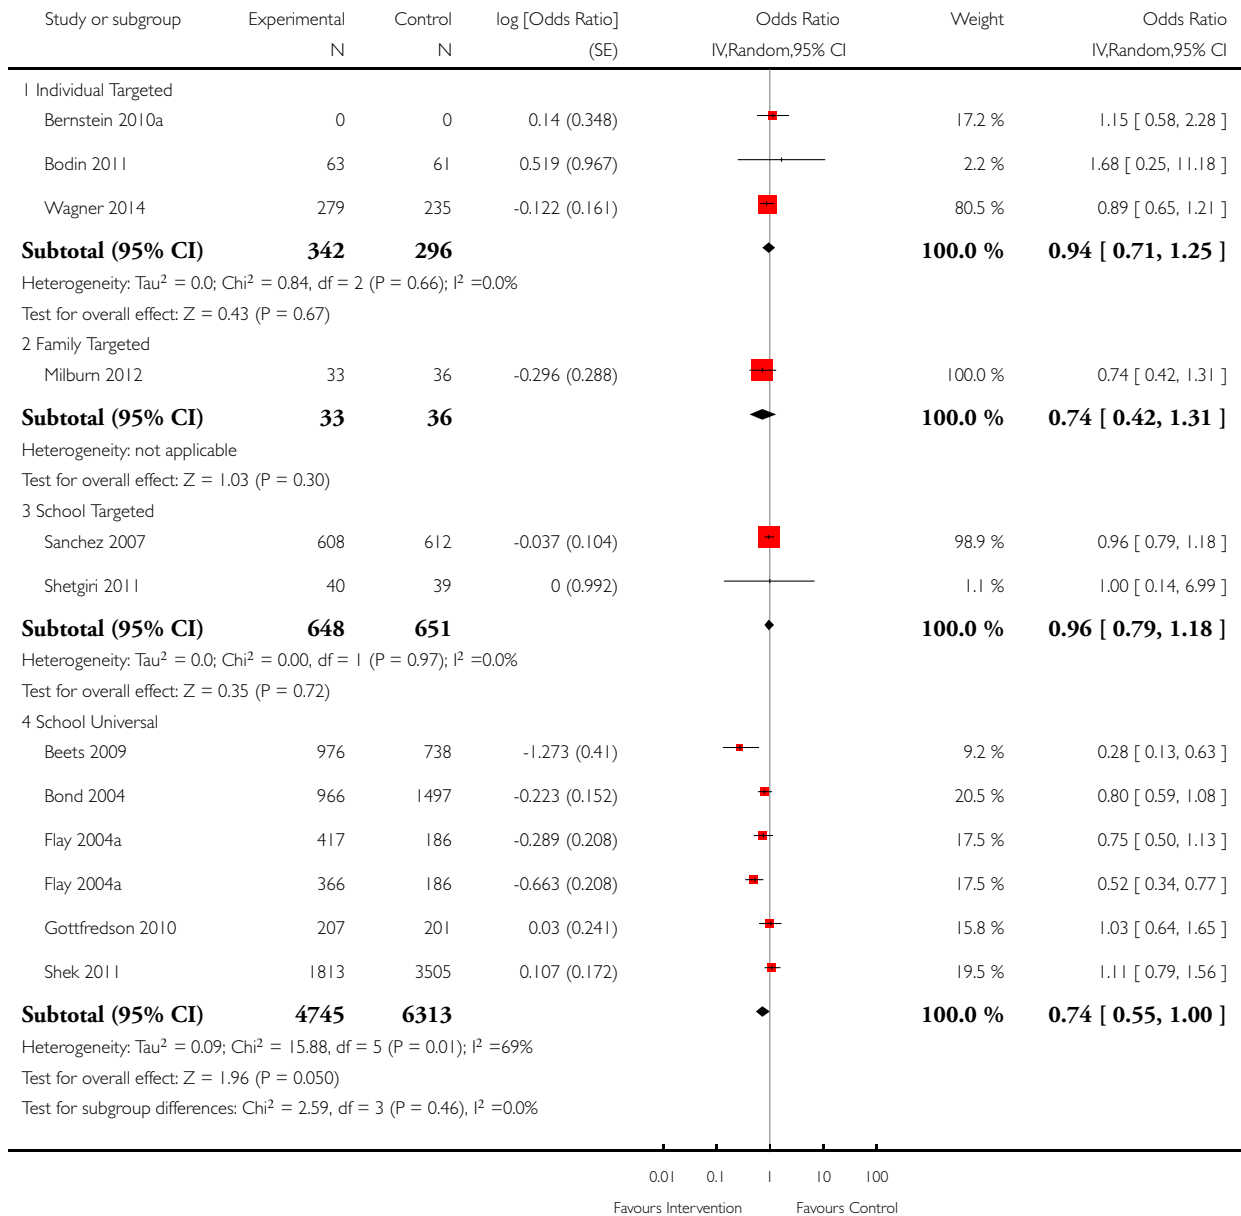 Study or subgroup Experimental Control log [Odds Ratio] Odds Ratio Weight Odds Ratio
N N (SE) IV,Random,95% CI IV,Random,95% CI
1 Individual Targeted
Bernstein 2010a 0 0 0.14 (0.348) 17.2 % 1.15 [ 0.58, 2.28 ]
Bodin 2011 63 61 0.519 (0.967) 2.2 % 1.68 [ 0.25, 11.18 ]
Wagner 2014 279 235 -0.122 (0.161) 80.5 % 0.89 [ 0.65, 1.21 ]
Subtotal (95% CI) 342 296 100.0 % 0.94 [ 0.71, 1.25 ]
Heterogeneity: Tau² = 0.0; Chi² = 0.84, df = 2 (P = 0.66); I² =0.0%
Test for overall effect: Z = 0.43 (P = 0.67)
2 Family Targeted
Milburn 2012 33 36 -0.296 (0.288) 100.0 % 0.74 [ 0.42, 1.31 ]
Subtotal (95% CI) 33 36 100.0 % 0.74 [ 0.42, 1.31 ]
Heterogeneity: not applicable
Test for overall effect: Z = 1.03 (P = 0.30)
3 School Targeted
Sanchez 2007 608 612 -0.037 (0.104) 98.9 % 0.96 [ 0.79, 1.18 ]
Shetgiri 2011 40 39 0 (0.992) 1.1 % 1.00 [ 0.14, 6.99 ]
Subtotal (95% CI) 648 651 100.0 % 0.96 [ 0.79, 1.18 ]
Heterogeneity: Tau² = 0.0; Chi² = 0.00, df = 1 (P = 0.97); I² =0.0%
Test for overall effect: Z = 0.35 (P = 0.72)
4 School Universal
Beets 2009 976 738 -1.273 (0.41) 9.2 % 0.28 [ 0.13, 0.63 ]
Bond 2004 966 1497 -0.223 (0.152) 20.5 % 0.80 [ 0.59, 1.08 ]
Flay 2004a 417 186 -0.289 (0.208) 17.5 % 0.75 [ 0.50, 1.13 ]
Flay 2004a 366 186 -0.663 (0.208) 17.5 % 0.52 [ 0.34, 0.77 ]
Gottfredson 2010 207 201 0.03 (0.241) 15.8 % 1.03 [ 0.64, 1.65 ]
Shek 2011 1813 3505 0.107 (0.172) 19.5 % 1.11 [ 0.79, 1.56 ]
Subtotal (95% CI) 4745 6313 100.0 % 0.74 [ 0.55, 1.00 ]
Heterogeneity: Tau² = 0.09; Chi² = 15.88, df = 5 (P = 0.01); I² =69%
Test for overall effect: Z = 1.96 (P = 0.050)
Test for subgroup differences: Chi² = 2.59, df = 3 (P = 0.46), I² =0.0%
0.01 0.1 1 10 100
Favours Intervention Favours Control